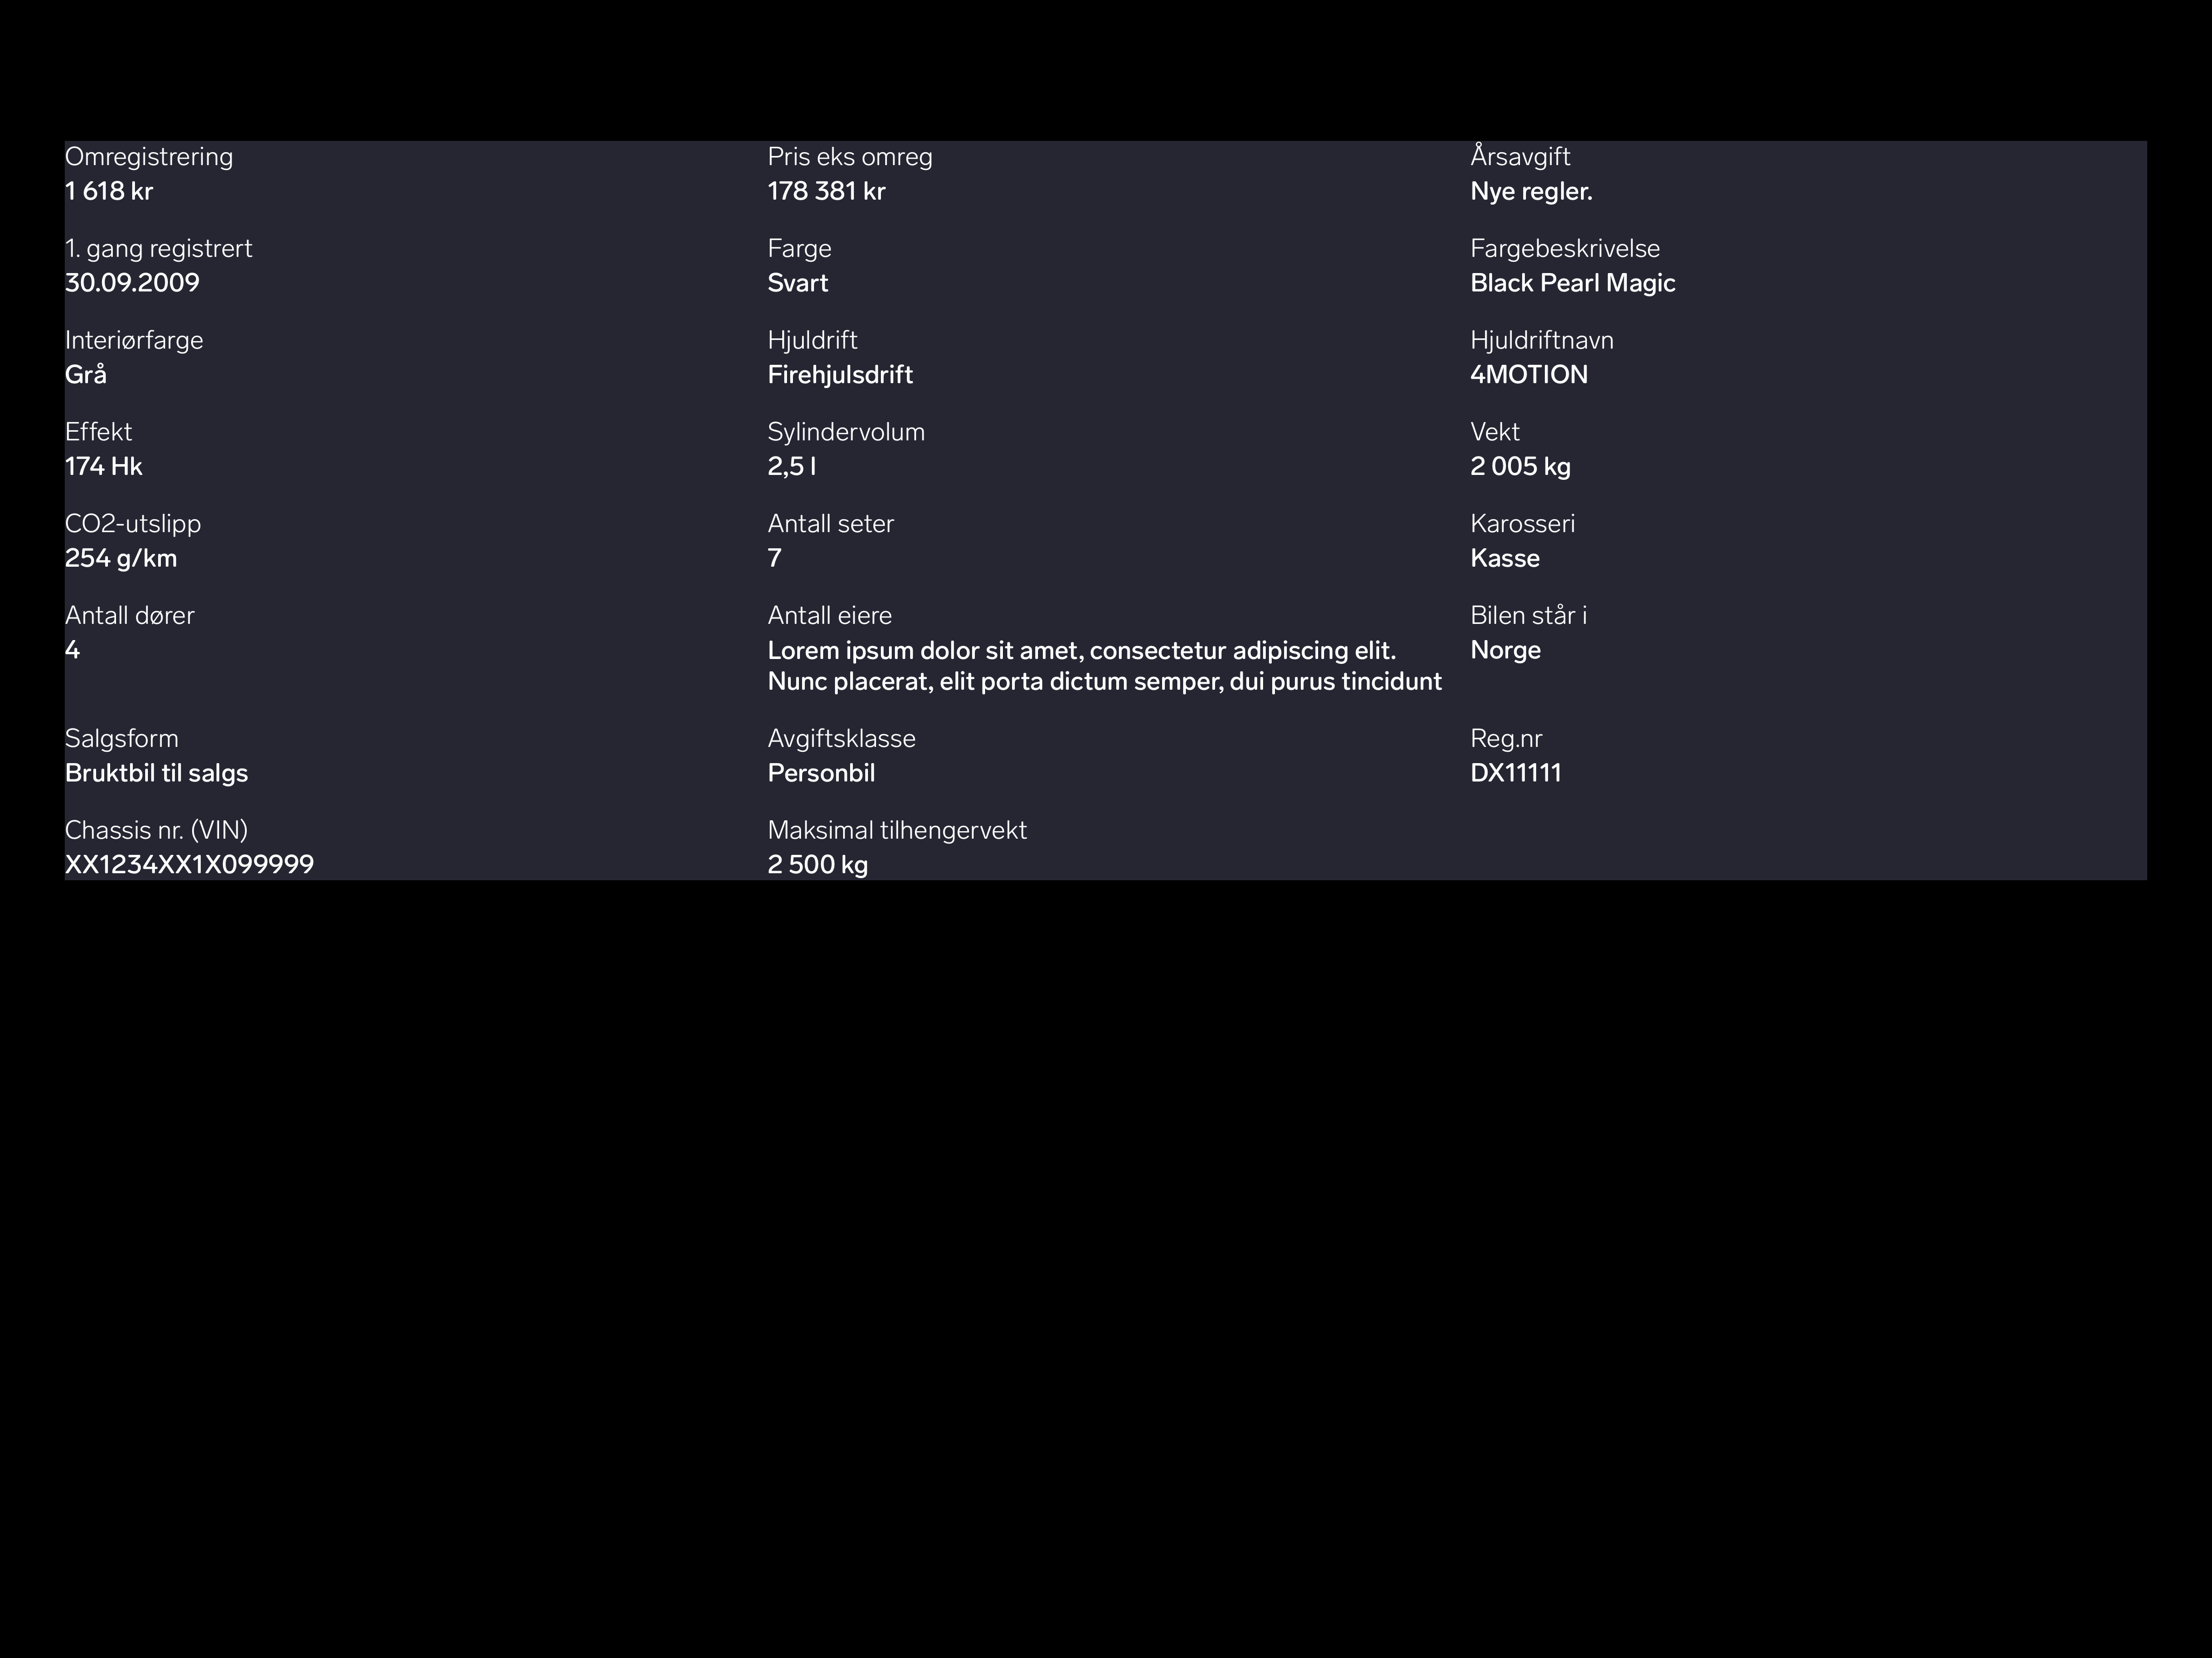 Omregistrering
1 618 kr
Pris eks omreg
178 381 kr
Årsavgift
Nye regler.
1. gang registrert
30.09.2009
Farge
Svart
Fargebeskrivelse
Black Pearl Magic
Interiørfarge
Grå
Hjuldrift
Firehjulsdrift
Hjuldriftnavn
4MOTION
Effekt
174 Hk
Sylindervolum
2,5 l
Vekt
2 005 kg
CO2-utslipp
254 g/km
Antall seter
7
Karosseri
Kasse
Antall dører
4
Antall eiere
Lorem ipsum dolor sit amet, consectetur adipiscing elit.
Nunc placerat, elit porta dictum semper, dui purus tincidunt
Bilen står i
Norge
Salgsform
Bruktbil til salgs
Avgiftsklasse
Personbil
Reg.nr
DX11111
Chassis nr. (VIN)
XX1234XX1X099999
Maksimal tilhengervekt
2 500 kg